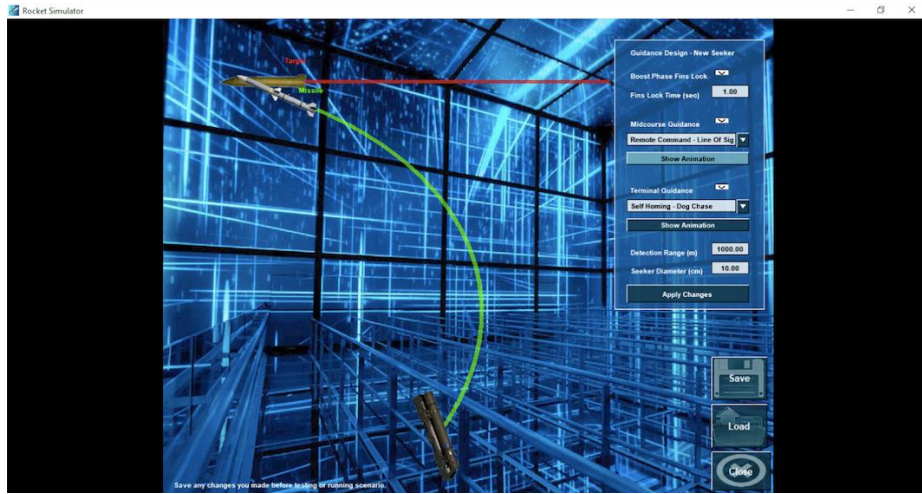 Rocket Simulator
Target
Missile
Guidance Design - New Seeker
Boost Phase Fins Lock
Fins Lock Time (sec) 1.00
Midcourse Guidance
Remote Command - Line Of Sig
Show Animation
Terminal Guidance
Self Homing - Dog Chase
Show Animation
Detection Range (m) 1000.00
Seeker Diameter (cm) 10.00
Apply Changes
Save
Load
Close
Save any changes you made before testing or running scenario.